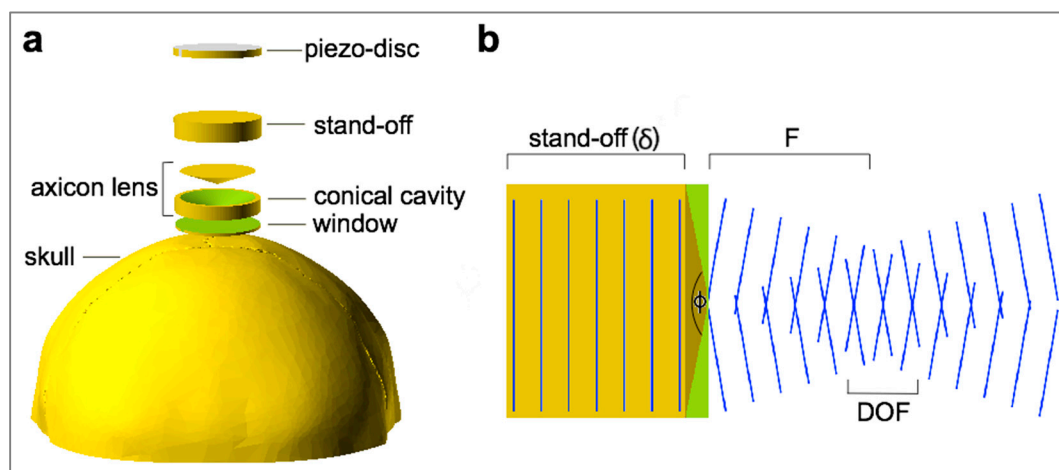 a
piezo-disc
stand-off
axicon lens
conical cavity
window
skull
b
stand-off (δ)
F
ϕ
DOF